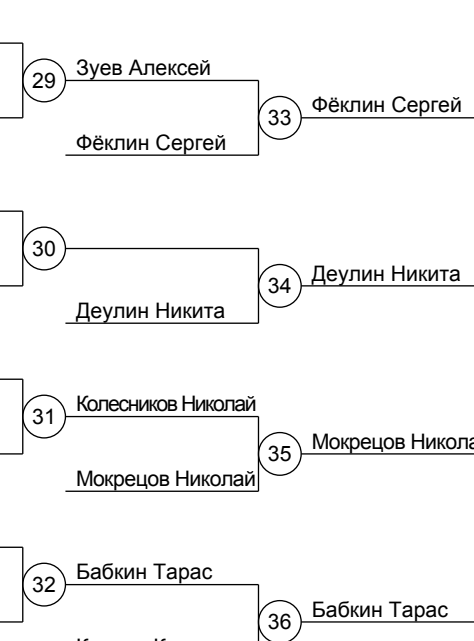 29
Зуев Алексей
33
Фёклин Сергей
Фёклин Сергей
30
34
Деулин Никита
Деулин Никита
31
Колесников Николай
35
Мокрецов
Мокрецов Николай
32
Бабкин Тарас
36
Бабкин Тарас